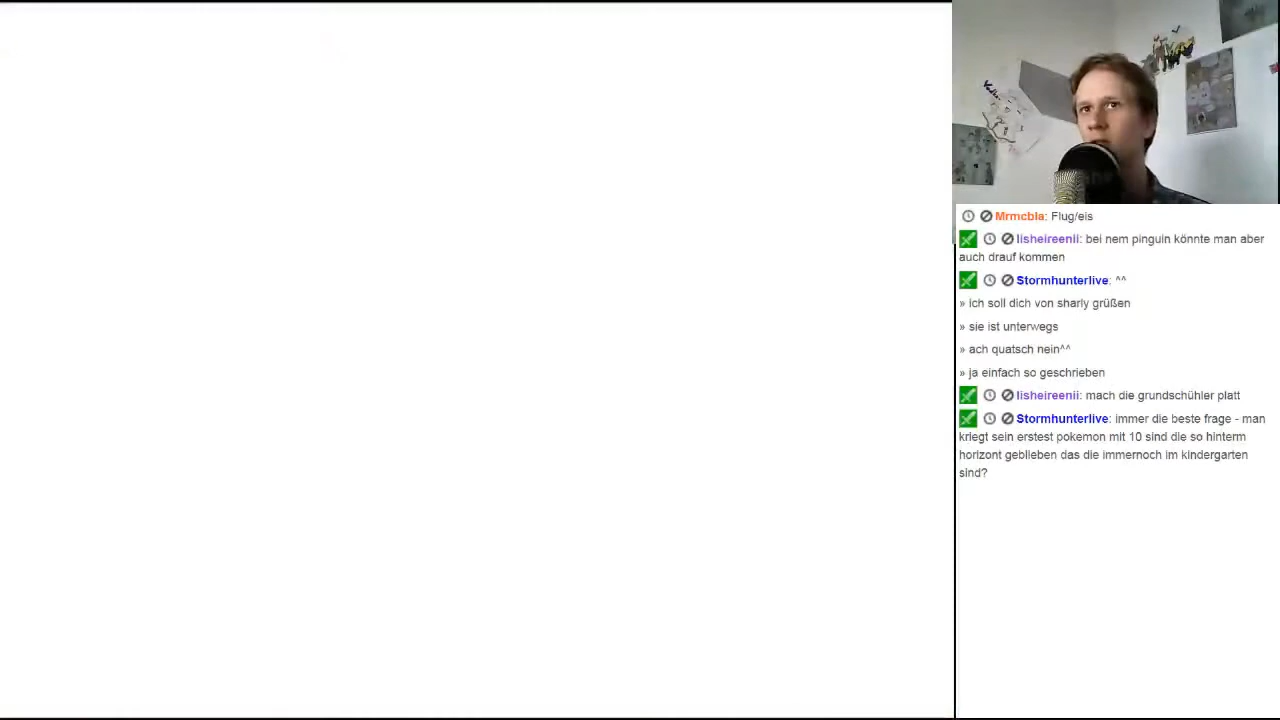 Mrmcbla: Flug/eis
lisheireenii: bei nem pinguin könnte man aber
auch drauf kommen
Stormhunterlive: ^^
» ich soll dich von sharly grüßen
» sie ist unterwegs
» ach quatsch nein^^
» ja einfach so geschrieben
lisheireenii: mach die grundschühler platt
Stormhunterlive: immer die beste frage - man
kriegt sein erstest pokemon mit 10 sind die so hinterm
horizont geblieben das die immernoch im kindergarten
sind?